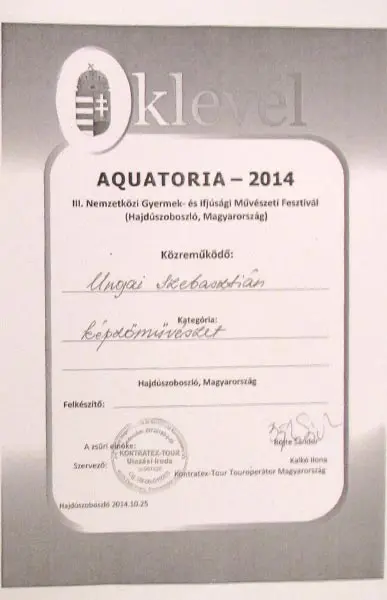 Oklevél
AQUATORIA – 2014
III. Nemzetközi Gyermek- és Ifjúsági Művészeti Fesztivál
(Hajdúszoboszló, Magyarország)
Közreműködő:
Ungai Szebasztián
Kategória:
képzőművészet
Hajdúszoboszló, Magyarország
Felkészítő:
A zsűri elnöke:
Bojte Sándor
KONTRATEX-TOUR
Utazási Iroda
Szervező:
Kalkó Ilona
Kontratex-Tour Touroperátor Magyarország
Hajdúszoboszló 2014.10.25